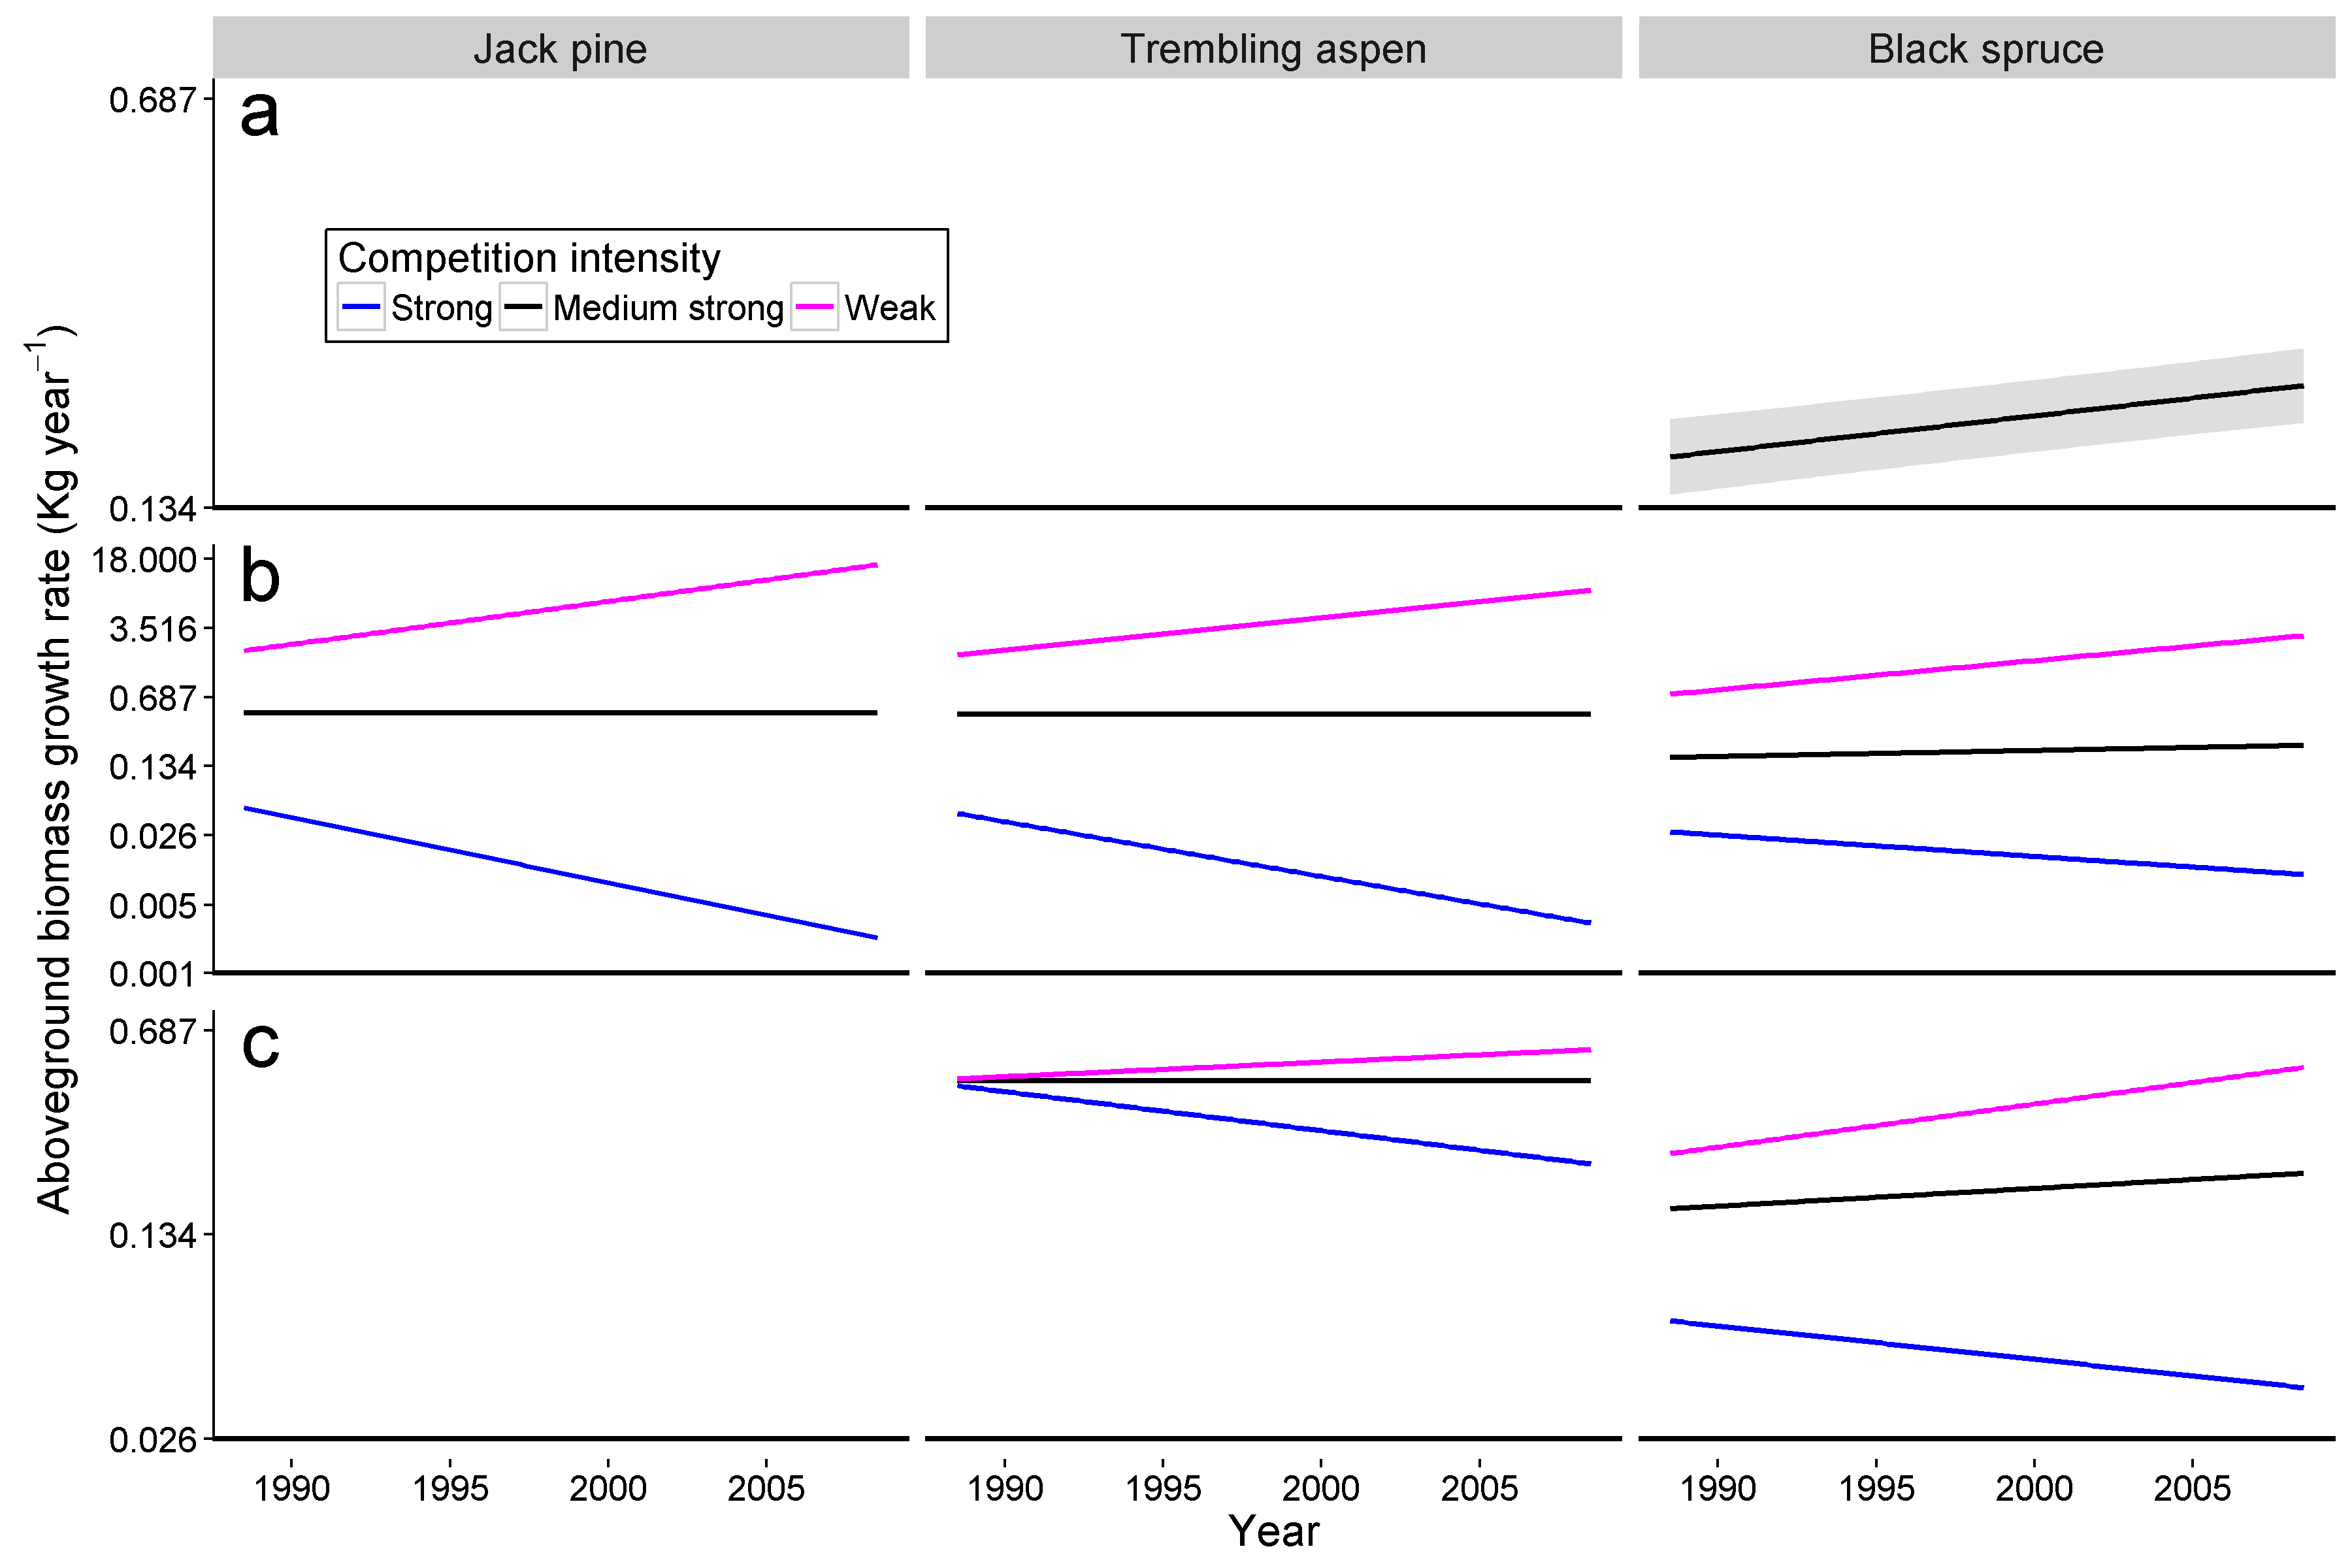 Jack pine
Trembling aspen
Black spruce
Aboveground biomass growth rate (Kg year−1)
a
0.687
0.134
Competition intensity
Strong Medium strong Weak
b
18.000
3.516
0.687
0.134
0.026
0.005
0.001
c
0.687
0.134
0.026
1990 1995 2000 2005
1990 1995 2000 2005
1990 1995 2000 2005
Year